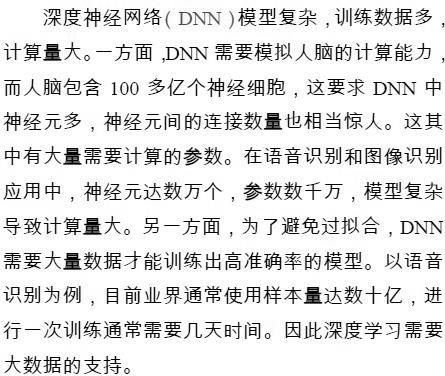 深度神经网络(DNN)模型复杂,训练数据多,
计算量大。一方面,DNN需要模拟人脑的计算能力,
而人脑包含100多亿个神经细胞,这要求DNN中
神经元多,神经元间的连接数量也相当惊人。这其
中有大量需要计算的参数。在语音识别和图像识别
应用中,神经元达数万个,参数数千万,模型复杂
导致计算量大。另一方面,为了避免过拟合,DNN
需要大量数据才能训练出高准确率的模型。以语音
识别为例,目前业界通常使用样本量达数十亿,进
行一次训练通常需要几天时间。因此深度学习需要
大数据的支持。